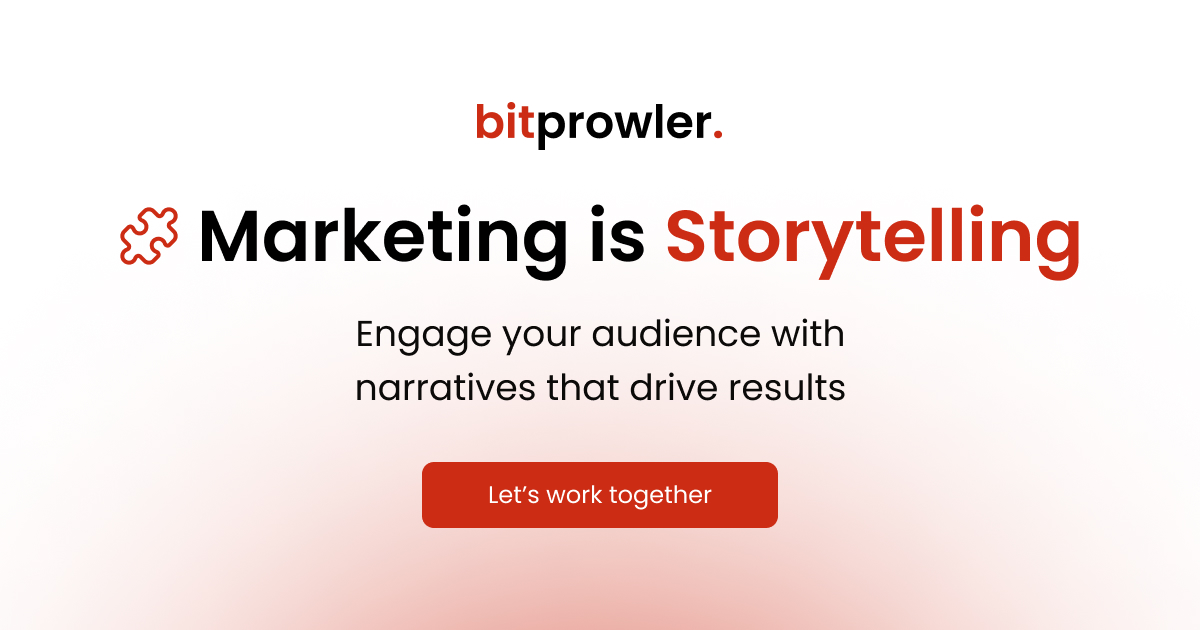 bitprowler.
Marketing is Storytelling
Engage your audience with
narratives that drive results
Let’s work together